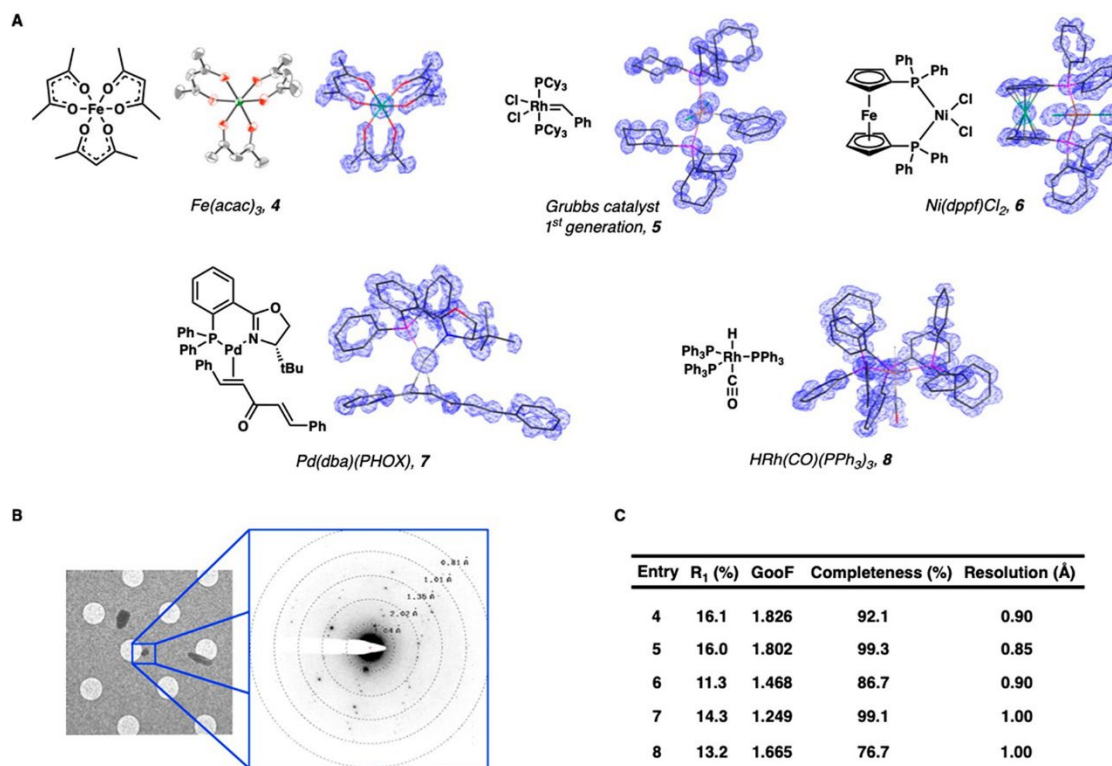 A
Fe
O
O
O
O
O
O
Fe(acac)3, 4
PCy3
Cl
Rh
Cl
Ph
PCy3
Grubbs catalyst
1st generation, 5
Ph
Ph
P
Fe
Ni
Cl
Cl
P
Ph
Ph
Ni(dppf)Cl2, 6
O
Ph
P
N
Ph
Pd
tBu
Ph
O
Ph
Pd(dba)(PHOX), 7
H
Ph3P
Rh
PPh3
Ph3P
C
O
HRh(CO)(PPh3)3, 8
B
0.81 Å
1.01 Å
1.35 Å
2.02 Å
C
Entry R1 (%) GooF Completeness (%) Resolution (Å)
4 16.1 1.826 92.1 0.90
5 16.0 1.802 99.3 0.85
6 11.3 1.468 86.7 0.90
7 14.3 1.249 99.1 1.00
8 13.2 1.665 76.7 1.00